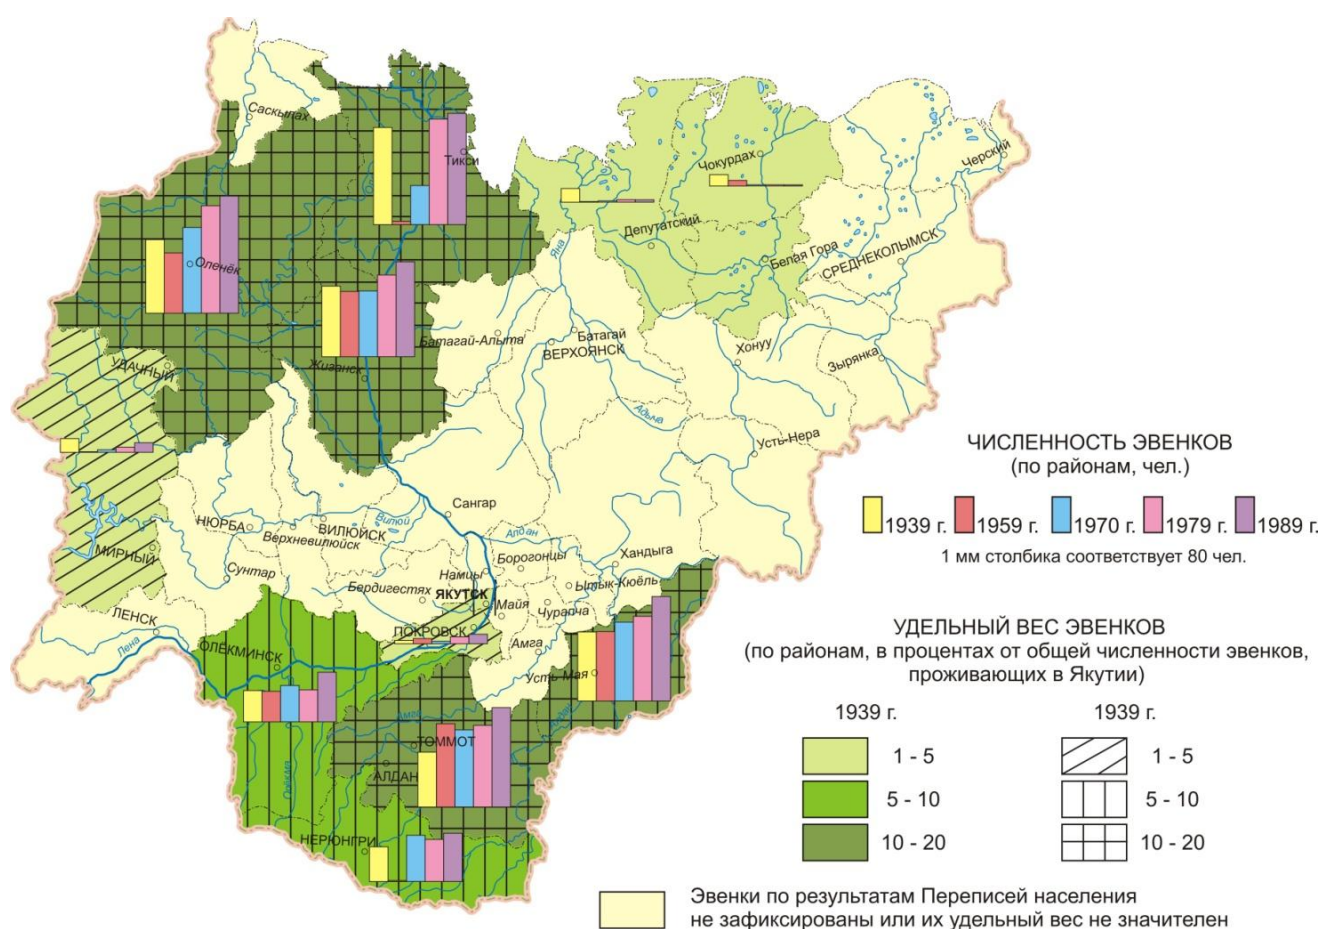 Саскылах
Тикси
Оленёк
Чокурдах
Черский
Депутатский
Белая Гора
СРЕДНЕКОЛЫМСК
Яна
Батагай-Алыта
Батагай
ВЕРХОЯНСК
Хонуу
Зырянка
УДАЧНЫЙ
Жиганск
Адыча
Усть-Нера
Сангар
НЮРБА
ВИЛЮЙСК
Вилюй
Верхневилюйск
Алдан
МИРНЫЙ
Сунтар
Борогонцы
Хандыга
Намцы
Бердигестях
ЯКУТСК
Ытык-Кюёль
Майя
Чурапча
ЛЕНСК
Лена
ПОКРОВСК
Амга
ОЛЁКМИНСК
Усть-Мая
Амга
Алдан
ТОММОТ
АЛДАН
Олёкма
НЕРЮНГРИ
ЧИСЛЕННОСТЬ ЭВЕНКОВ
(по районам, чел.)
1939 г. 1959 г. 1970 г. 1979 г. 1989 г.
1 мм столбика соответствует 80 чел.
УДЕЛЬНЫЙ ВЕС ЭВЕНКОВ
(по районам, в процентах от общей численности эвенков,
проживающих в Якутии)
1939 г. 1939 г.
1 - 5 1 - 5
5 - 10 5 - 10
10 - 20 10 - 20
Эвенки по результатам Переписей населения
не зафиксированы или их удельный вес не значителен